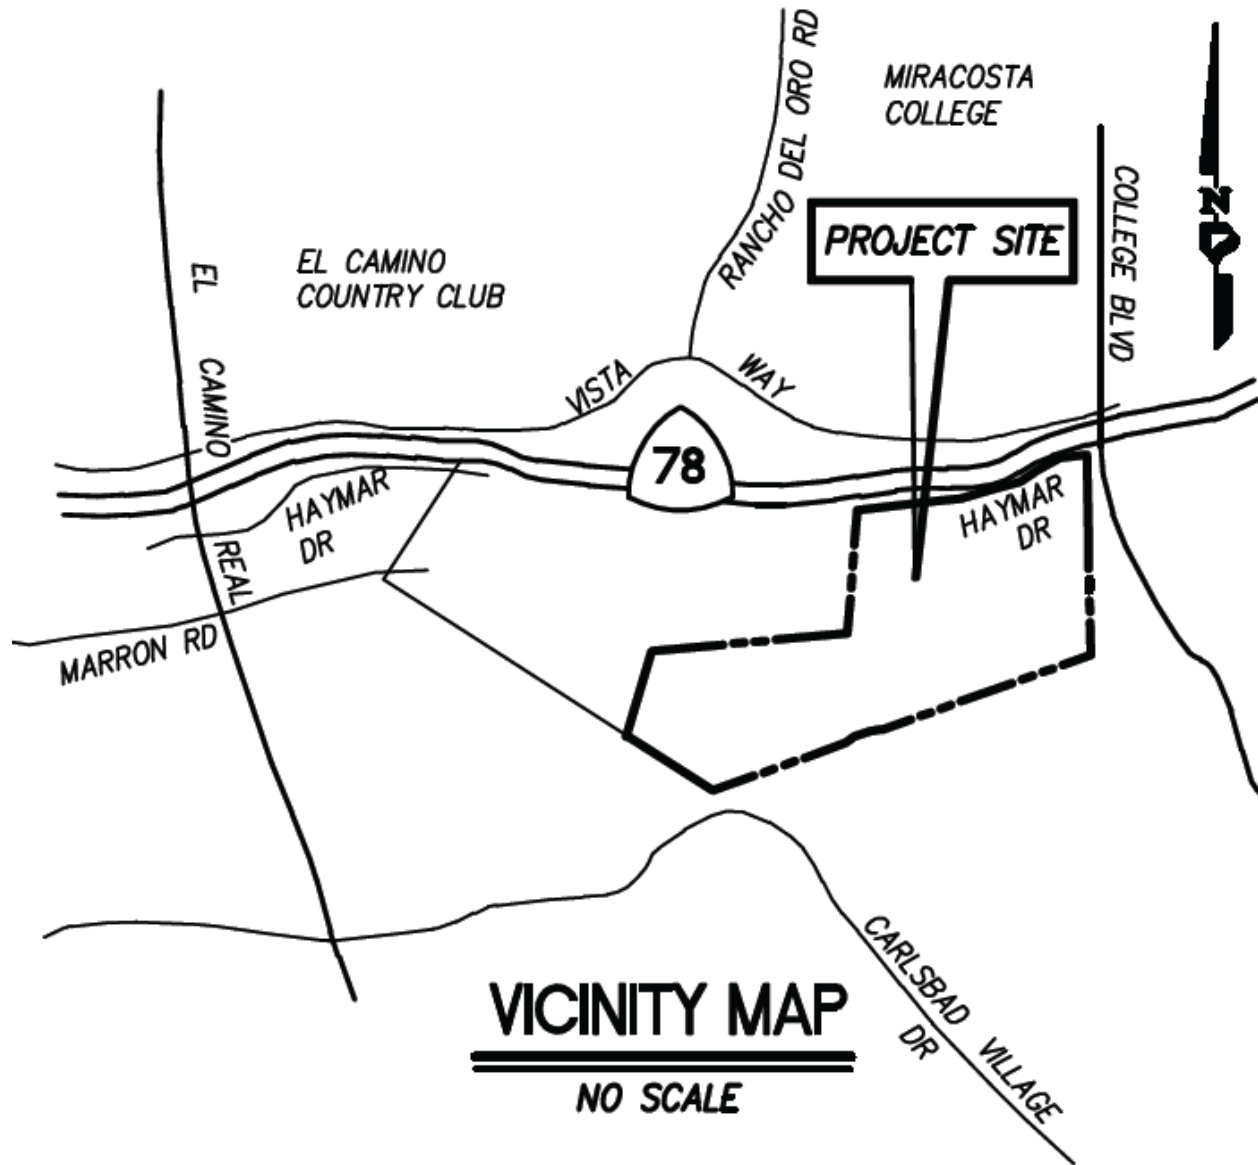 RANCHO DEL ORO RD
MIRACOSTA
COLLEGE
N
COLLEGE BLVD
PROJECT SITE
EL CAMINO
COUNTRY CLUB
EL CAMINO REAL
VISTA WAY
78
HAYMAR
DR
HAYMAR
DR
MARRON RD
CARLSBAD VILLAGE
DR
VICINITY MAP
NO SCALE